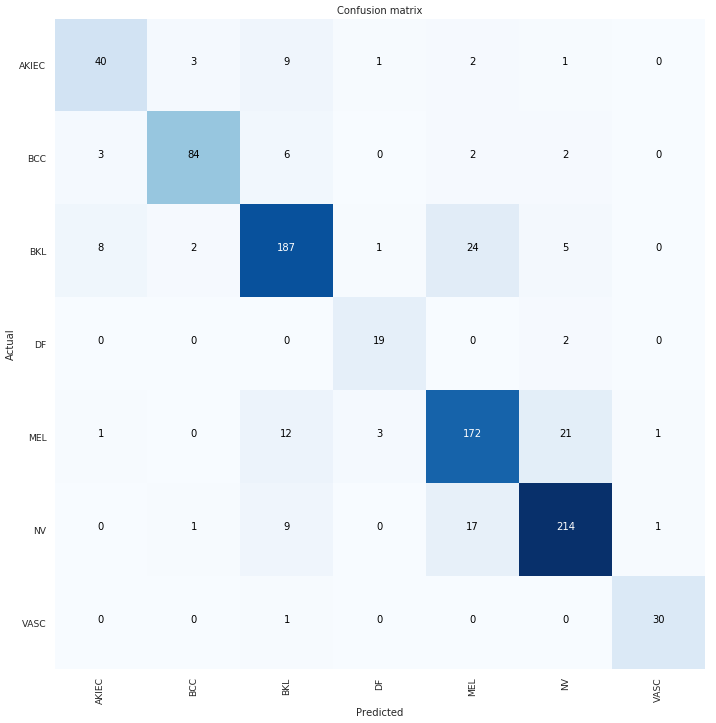 Confusion matrix
AKIEC 40 3 9 1 2 1 0
BCC 3 84 6 0 2 2 0
BKL 8 2 187 1 24 5 0
DF 0 0 0 19 0 2 0
Actual
MEL 1 0 12 3 172 21 1
NV 0 1 9 0 17 214 1
VASC 0 0 1 0 0 0 30
AKIEC BCC BKL DF MEL NV VASC
Predicted